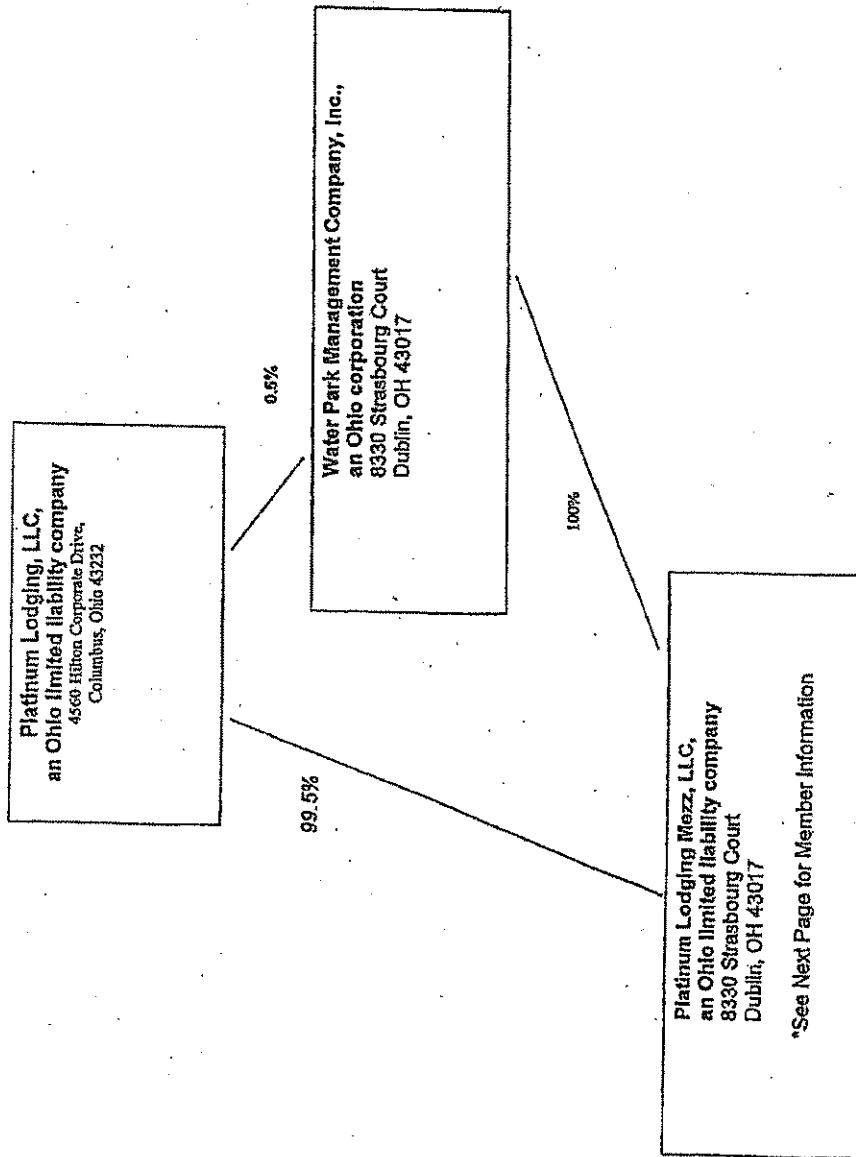 Platinum Lodging, LLC,
an Ohio limited liability company
4560 Hilton Corporate Drive,
Columbus, Ohio 43232
0.5%
99.5%
Water Park Management Company, Inc.,
an Ohio corporation
8330 Strasbourg Court
Dublin, OH 43017
100%
Platinum Lodging Mezz, LLC,
an Ohio limited liability company
8330 Strasbourg Court
Dublin, OH 43017
*See Next Page for Member Information